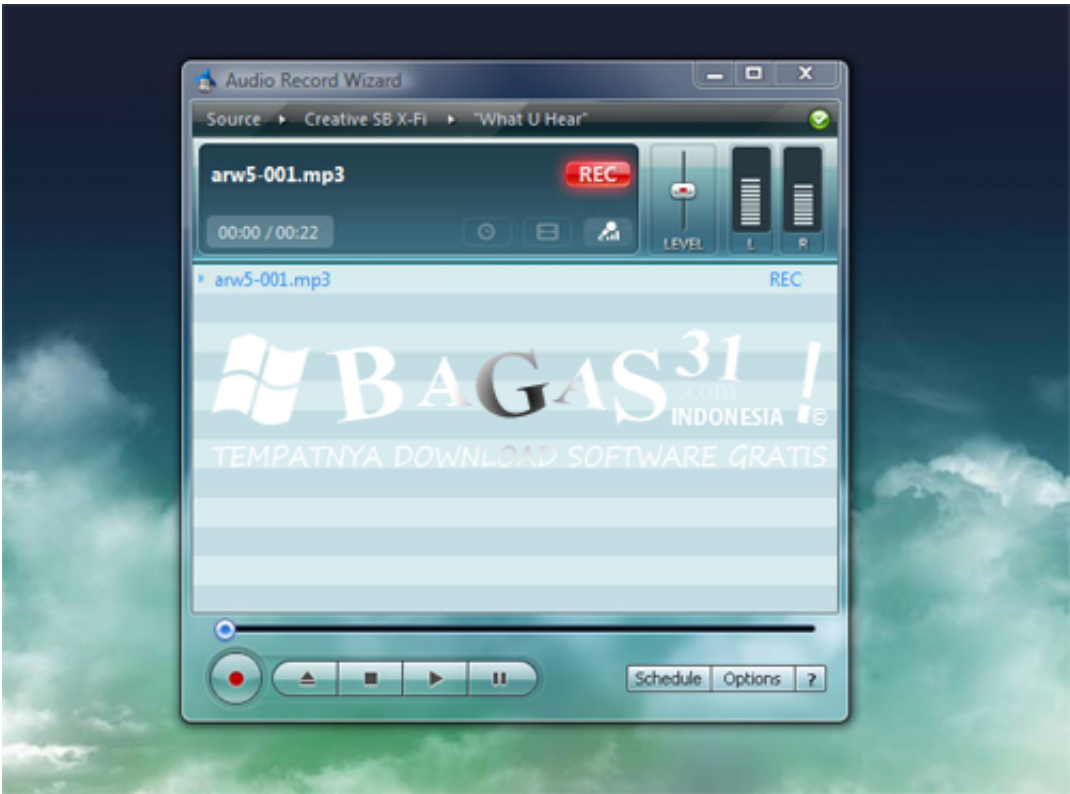 Audio Record Wizard
Source Creative SB X-Fi "What U Hear"
arw5-001.mp3 REC
00:00 / 00:22
LEVEL L R
arw5-001.mp3 REC
BAGAS31
.com
INDONESIA !©
TEMPATNYA DOWNLOAD SOFTWARE GRATIS
Schedule Options ?